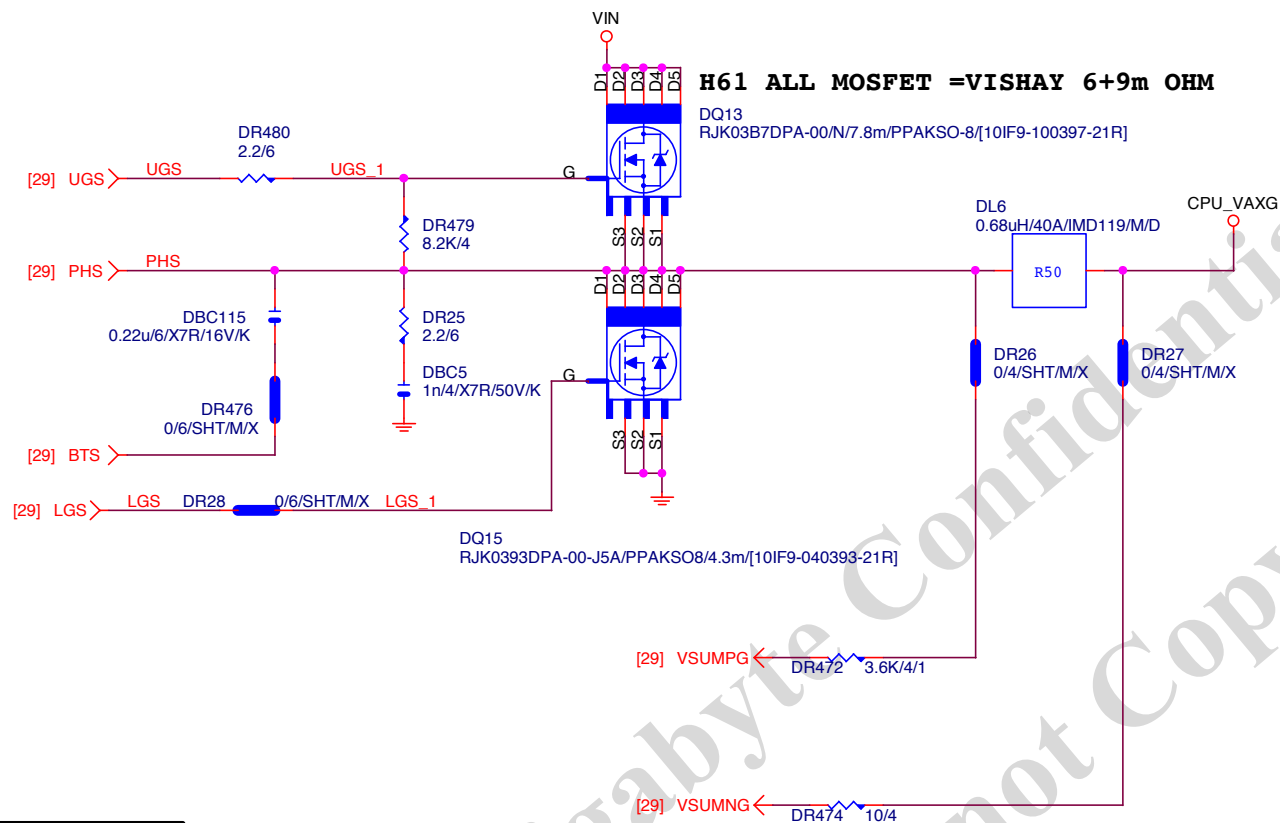 VIN
D1 D2 D3 D4 D5
H61 ALL MOSFET =VISHAY 6+9m OHM
DQ13
RJK03B7DPA-00/N/7.8m/PPAKSO-8/[10IF9-100397-21R]
DR480
2.2/6
[29] UGS
UGS
UGS_1
G
DR479
8.2K/4
S3 S2 S1
DL6
0.68uH/40A/IMD119/M/D
CPU_VAXG
R50
[29] PHS
PHS
D1 D2 D3 D4 D5
DBC115
0.22u/6/X7R/16V/K
DR25
2.2/6
DBC5
1n/4/X7R/50V/K
G
DR26
0/4/SHT/M/X
DR27
0/4/SHT/M/X
DR476
0/6/SHT/M/X
S3 S2 S1
[29] BTS
[29] LGS
LGS
DR28
0/6/SHT/M/X
LGS_1
DQ15
RJK0393DPA-00-J5A/PPAKSO8/4.3m/[10IF9-040393-21R]
[29] VSUMPG
DR472
3.6K/4/1
[29] VSUMNG
DR474
10/4
gabyte Confidenti
not Copy